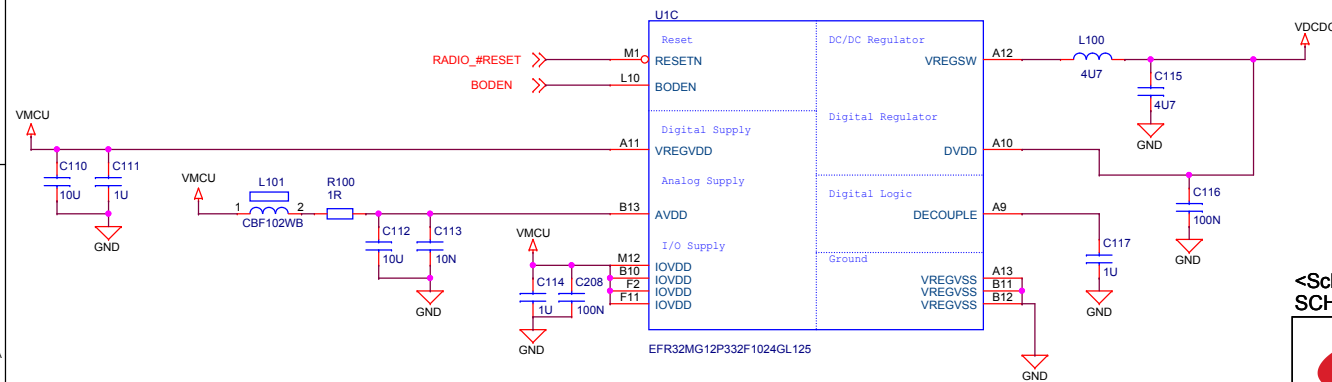 U1C
Reset
DC/DC Regulator
VDCDC
RADIO_#RESET
M1
RESETN
VREGSW
A12
L100
4U7
C115
4U7
GND
BODEN
L10
BODEN
Digital Supply
Digital Regulator
VMCU
A11
VREGVDD
DVDD
A10
C110
10U
C111
1U
GND
Analog Supply
Digital Logic
C116
100N
GND
VMCU
L101
1
2
CBF102WB
R100
1R
B13
AVDD
DECOUPLE
A9
C112
10U
C113
10N
GND
I/O Supply
Ground
C117
1U
GND
VMCU
M12
IOVDD
B10
IOVDD
F2
IOVDD
F11
IOVDD
A13
VREGVSS
B11
VREGVSS
B12
VREGVSS
C114
1U
C208
100N
GND
GND
EFR32MG12P332F1024GL125
<Sch
SCH